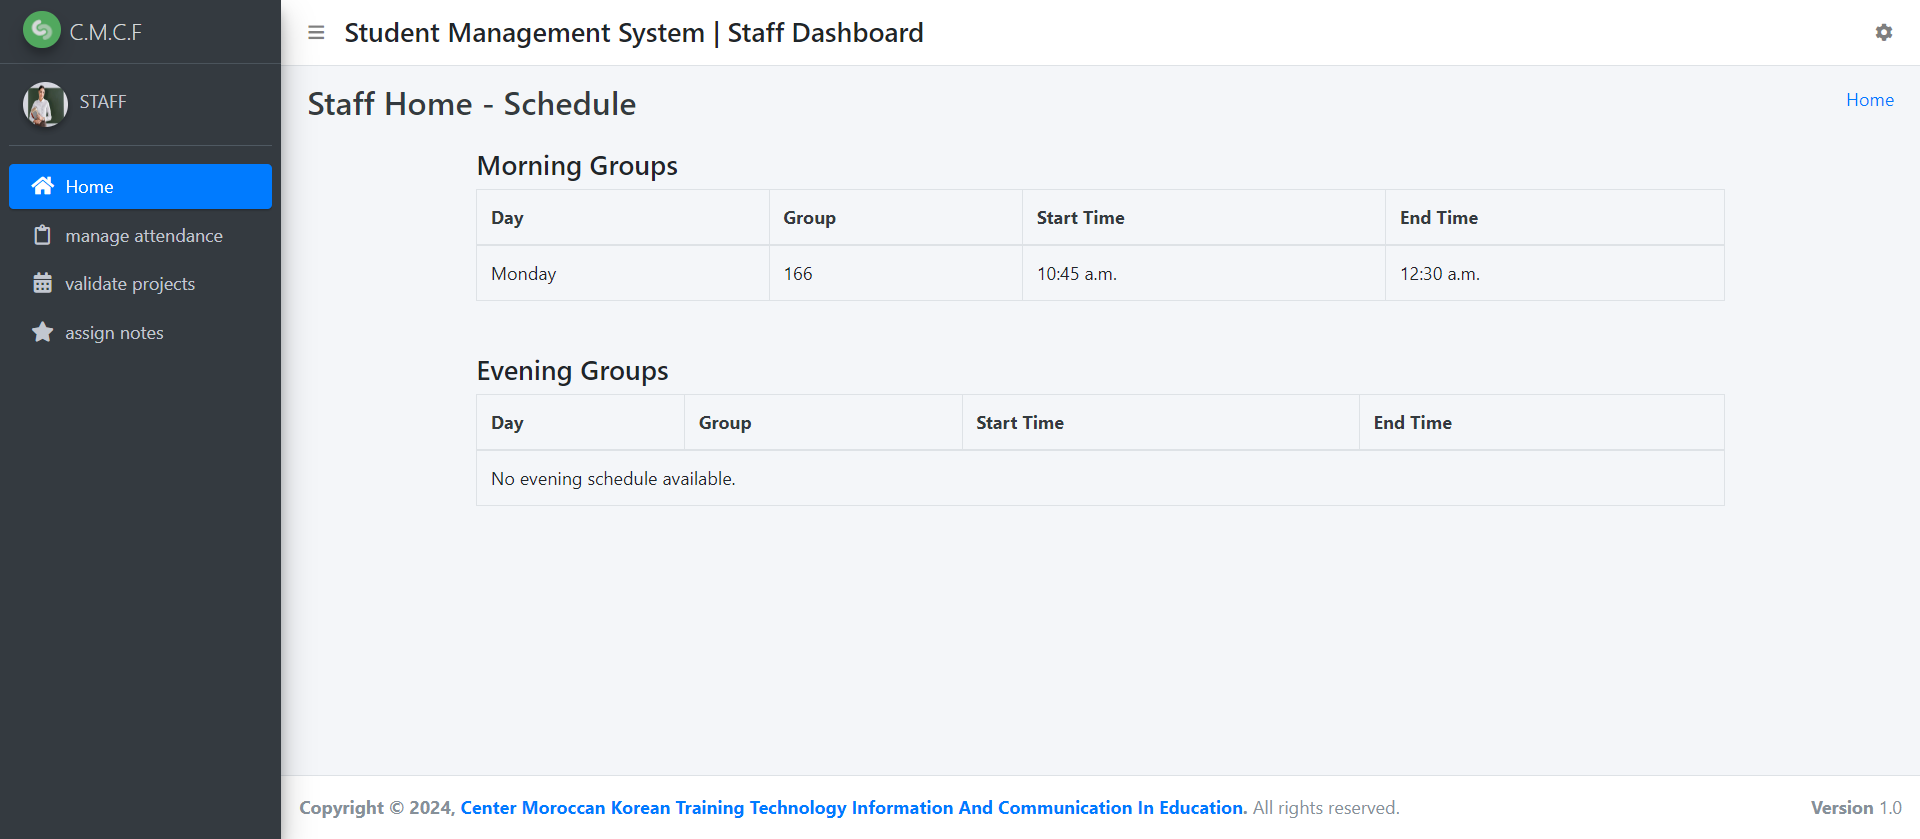 C.M.C.F
Student Management System | Staff Dashboard
STAFF
Home
manage attendance
validate projects
assign notes
Staff Home - Schedule
Home
Morning Groups
Day Group Start Time End Time
Monday 166 10:45 a.m. 12:30 a.m.
Evening Groups
Day Group Start Time End Time
No evening schedule available.
Copyright © 2024, Center Moroccan Korean Training Technology Information And Communication In Education. All rights reserved.
Version 1.0